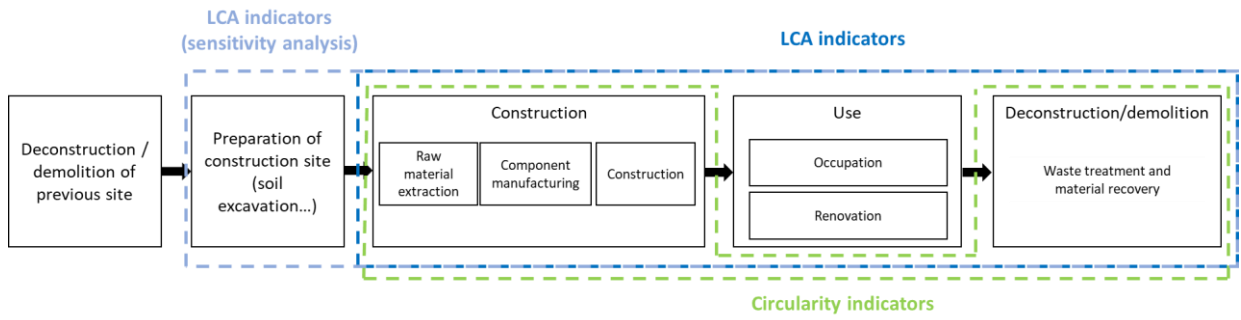 LCA indicators
(sensitivity analysis)
LCA indicators
Deconstruction /
demolition of
previous site
Preparation of
construction site
(soil
excavation...)
Construction
Raw
material
extraction
Component
manufacturing
Construction
Use
Occupation
Renovation
Deconstruction/demolition
Waste treatment and
material recovery
Circularity indicators